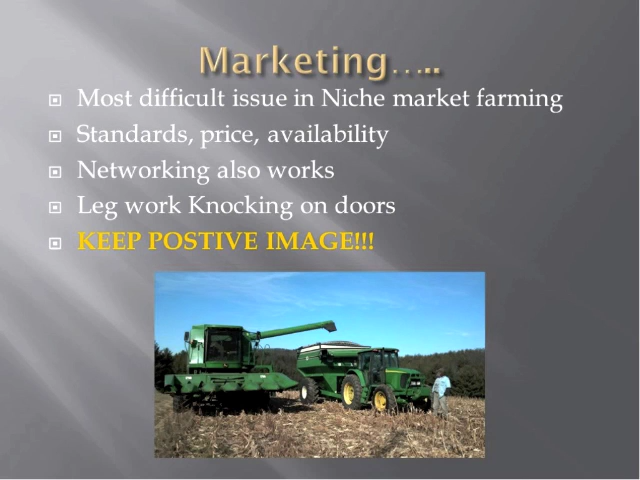 Marketing…..
Most difficult issue in Niche market farming
Standards, price, availability
Networking also works
Leg work Knocking on doors
KEEP POSTIVE IMAGE!!!